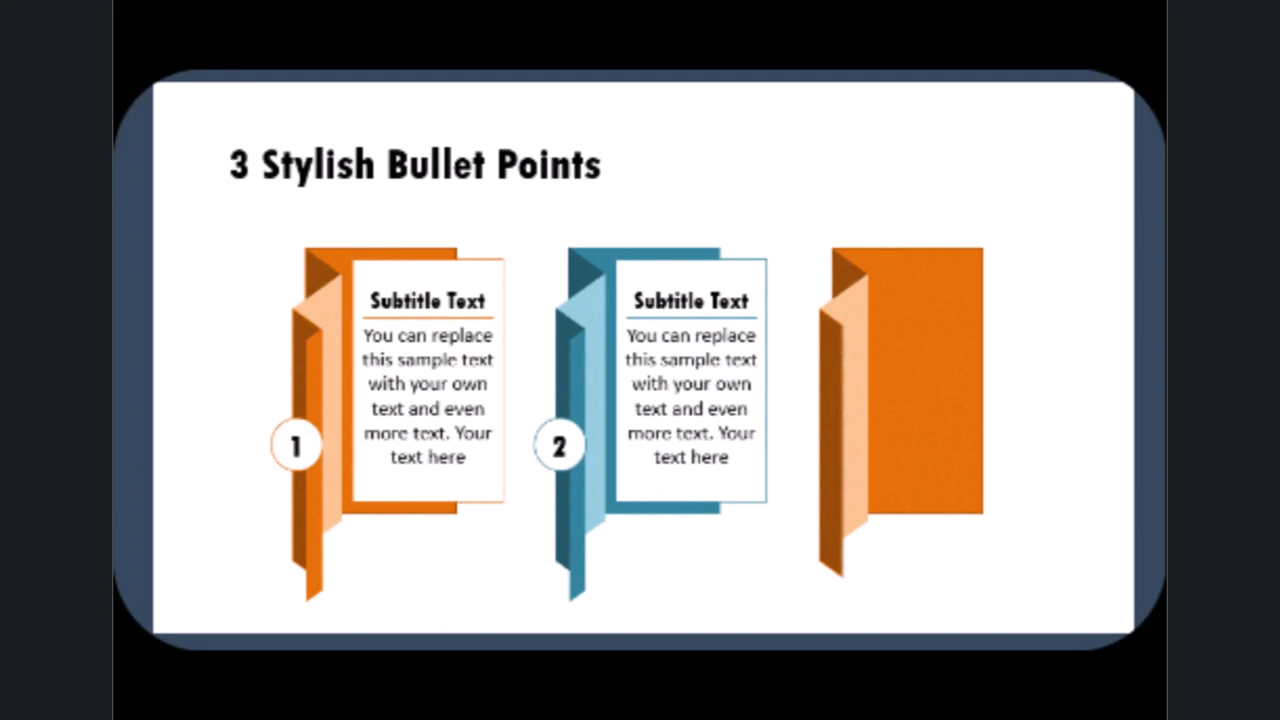 3 Stylish Bullet Points
Subtitle Text
You can replace
this sample text
with your own
text and even
more text. Your
text here
1
Subtitle Text
You can replace
this sample text
with your own
text and even
more text. Your
text here
2